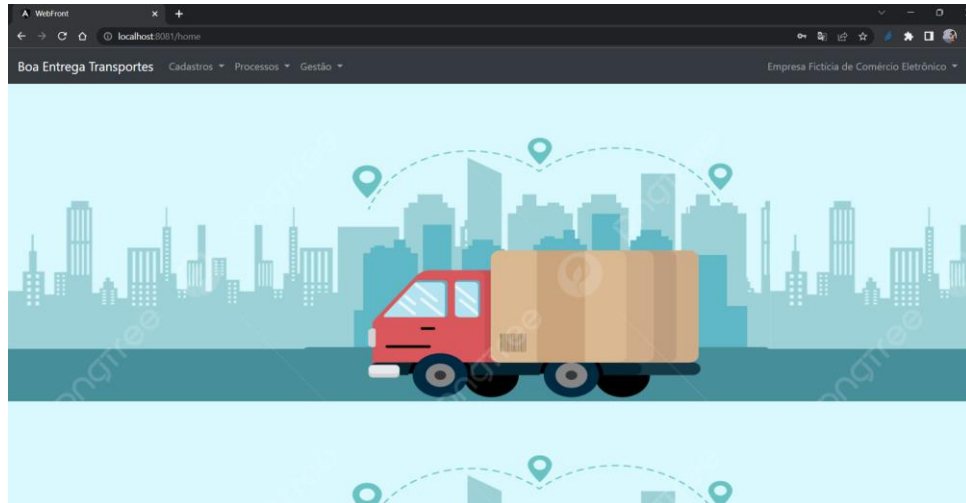 WebFront
localhost:8081/home
Boa Entrega Transportes Cadastros Processos Gestão Empresa Fictícia de Comércio Eletrônico